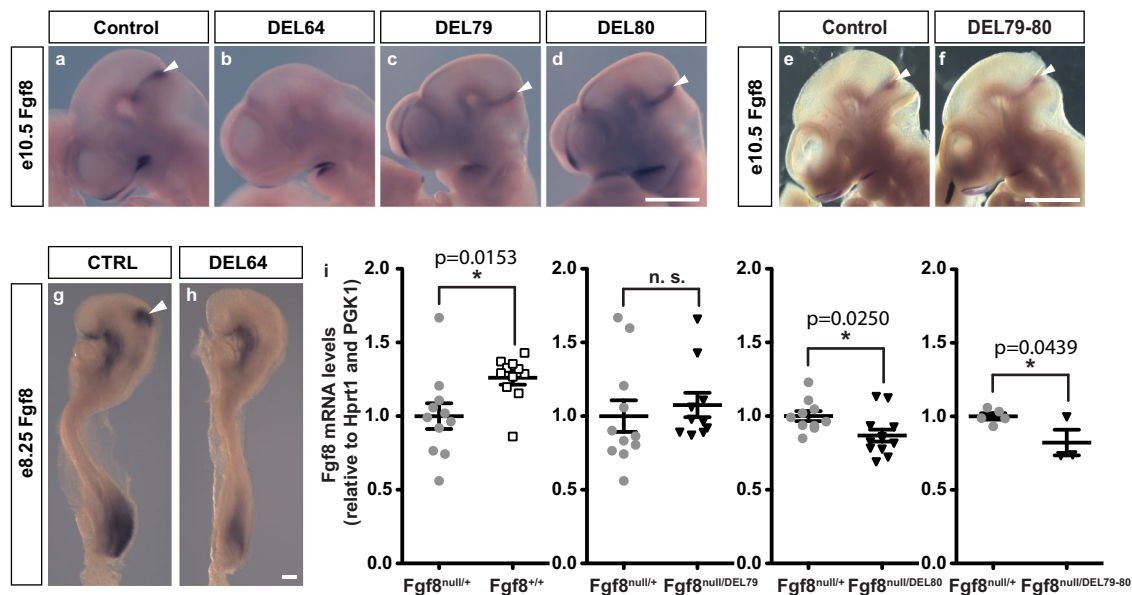 Control DEL64 DEL79 DEL80
e10.5 Fgf8
a b c d
Control DEL79-80
e10.5 Fgf8
e f
CTRL DEL64
e8.25 Fgf8
g h
i
Fgf8 mRNA levels
(relative to Hprt1 and PGK1)
2.0
1.5
1.0
0.5
0.0
p=0.0153
*
Fgf8null/+ Fgf8+/+
2.0
1.5
1.0
0.5
0.0
n. s.
Fgf8null/+ Fgf8null/DEL79
2.0
1.5
1.0
0.5
0.0
p=0.0250
*
Fgf8null/+ Fgf8null/DEL80
2.0
1.5
1.0
0.5
0.0
p=0.0439
*
Fgf8null/+ Fgf8null/DEL79-80